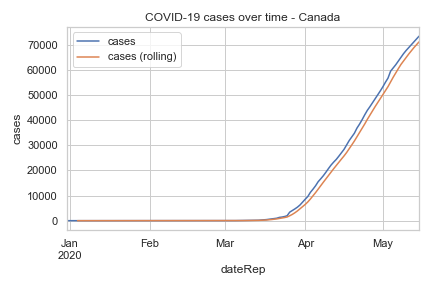 COVID-19 cases over time - Canada
cases
cases (rolling)
70000
60000
50000
40000
30000
20000
10000
0
cases
Jan Feb Mar Apr May
2020
dateRep